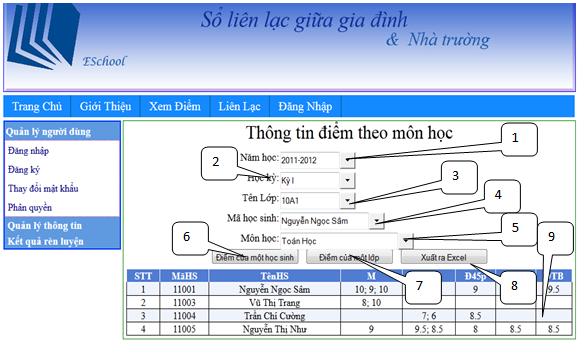 Sổ liên lạc giữa gia đình
& Nhà trường
ESchool
Trang Chủ Giới Thiệu Xem Điểm Liên Lạc Đăng Nhập
Quản lý người dùng
Đăng nhập
Đăng ký
Thay đổi mật khẩu
Phân quyền
Quản lý thông tin
Kết quả rèn luyện
Thông tin điểm theo môn học
Năm học: 2011-2012 1
2 Học kỳ: Kỳ I
Tên Lớp: 10A1 3
Mã học sinh: Nguyễn Ngọc Sâm 4
Môn học: Toán Học 5
6 Điểm của một học sinh Điểm của một lớp Xuất ra Excel 9
7 8
STT MãHS TênHS M Đ45p TB
1 11001 Nguyễn Ngọc Sâm 10; 9; 10 9 9.5
2 11003 Vũ Thị Trang 8; 10
3 11004 Trần Chí Cường 7; 6 8.5
4 11005 Nguyễn Thị Như 9 9.5; 8.5 8 8.5 8.5